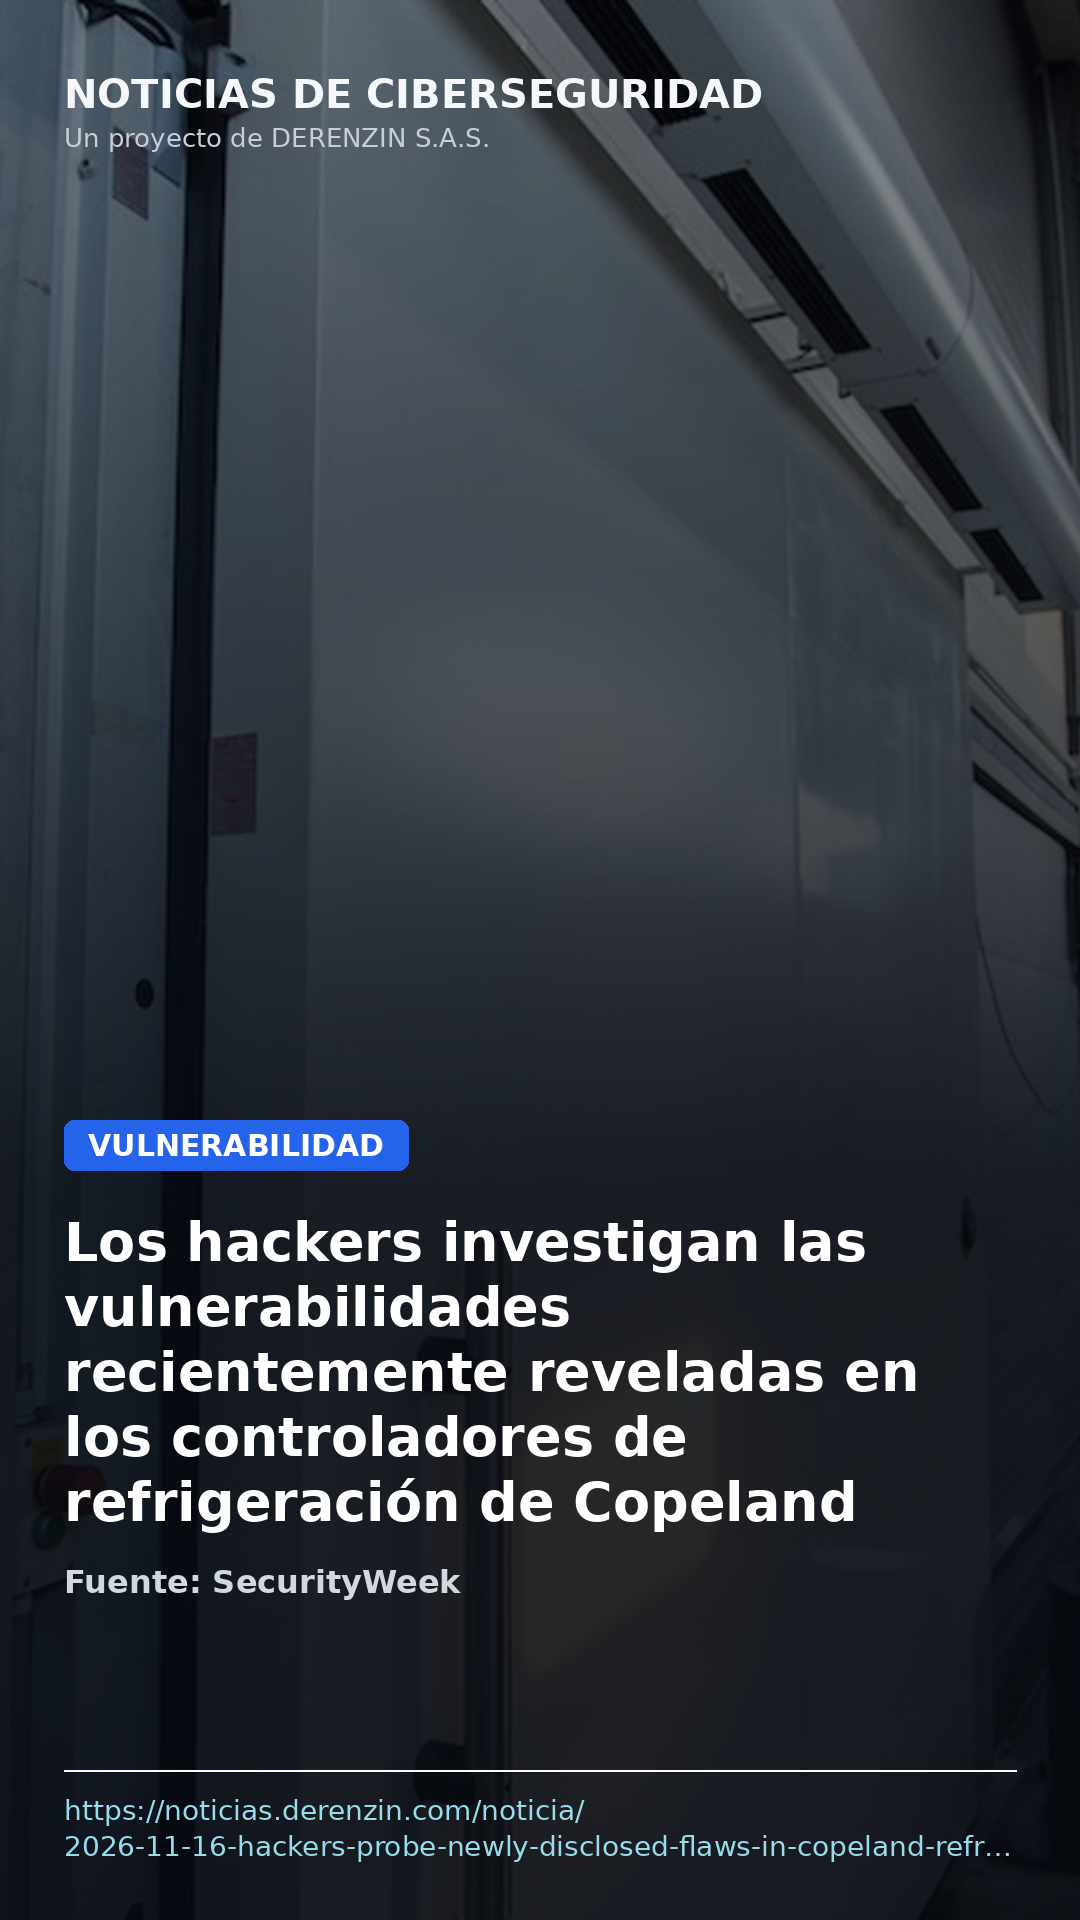 NOTICIAS DE CIBERSEGURIDAD
Un proyecto de DERENZIN S.A.S.
VULNERABILIDAD
Los hackers investigan las
vulnerabilidades
recientemente reveladas en
los controladores de
refrigeración de Copeland
Fuente: SecurityWeek
https://noticias.derenzin.com/noticia/
2026-11-16-hackers-probe-newly-disclosed-flaws-in-copeland-refr…